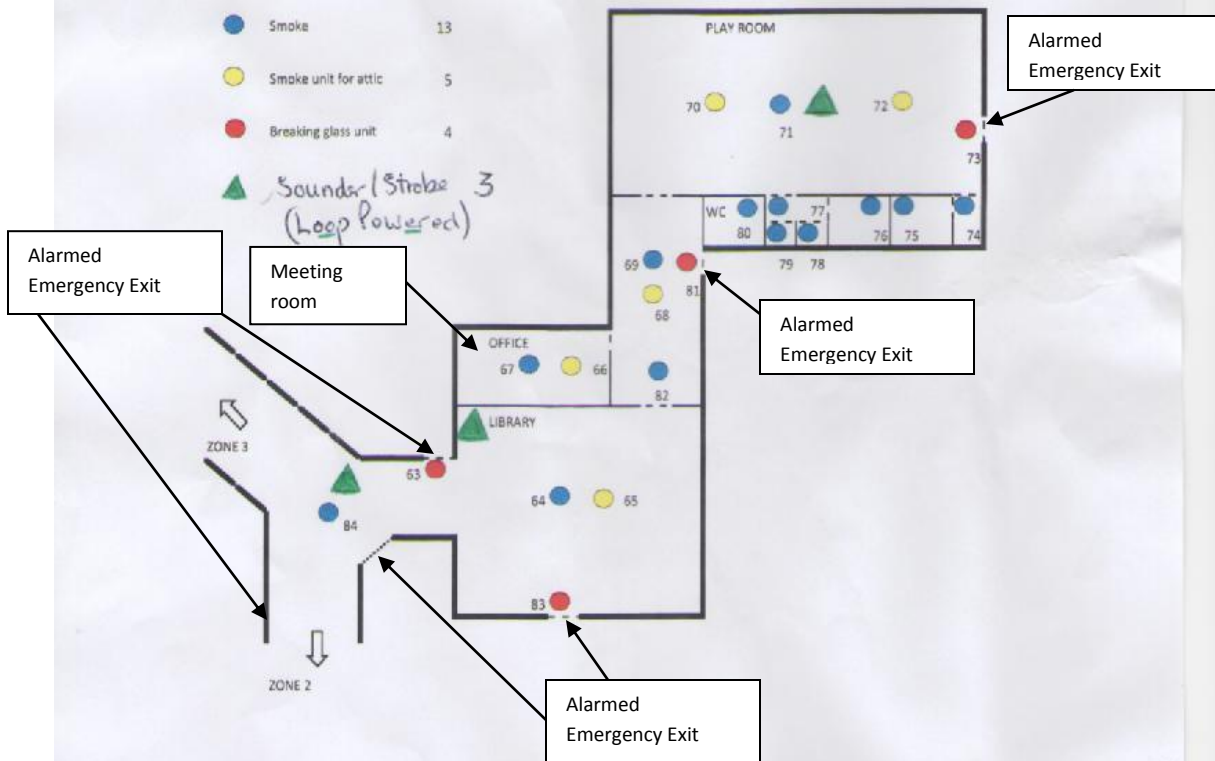 Smoke 13
Smoke unit for attic 5
Breaking glass unit 4
Sounder/Strobe 3
(Loop Powered)
PLAY ROOM
Alarmed
Emergency Exit
70
71
72
73
WC
80
77
79
78
76
75
74
Alarmed
Emergency Exit
Meeting
room
69
81
68
Alarmed
Emergency Exit
OFFICE
67
66
82
LIBRARY
ZONE 3
63
84
64
65
83
ZONE 2
Alarmed
Emergency Exit